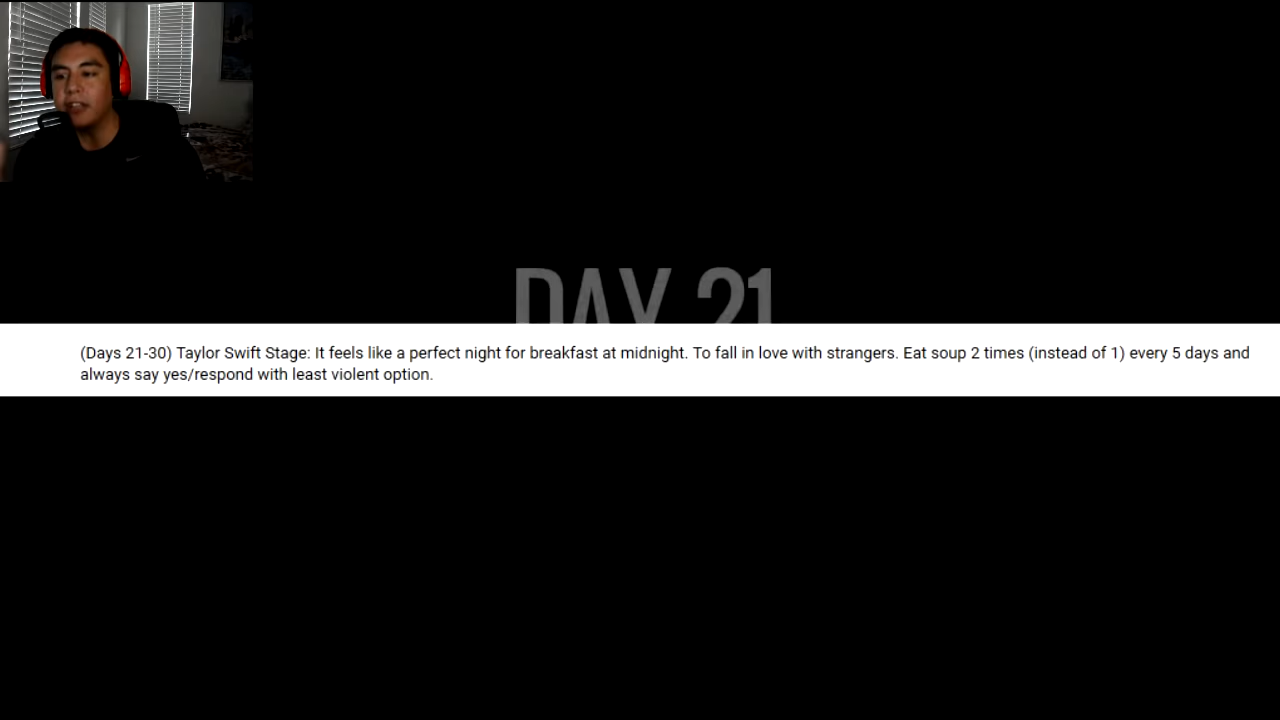 DAY 21
(Days 21-30) Taylor Swift Stage: It feels like a perfect night for breakfast at midnight. To fall in love with strangers. Eat soup 2 times (instead of 1) every 5 days and
always say yes/respond with least violent option.